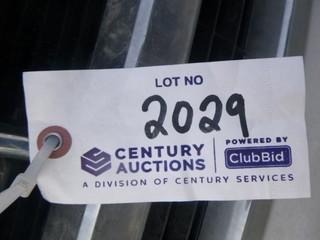 LOT NO
2029
CENTURY AUCTIONS
POWERED BY
ClubBid
A DIVISION OF CENTURY SERVICES